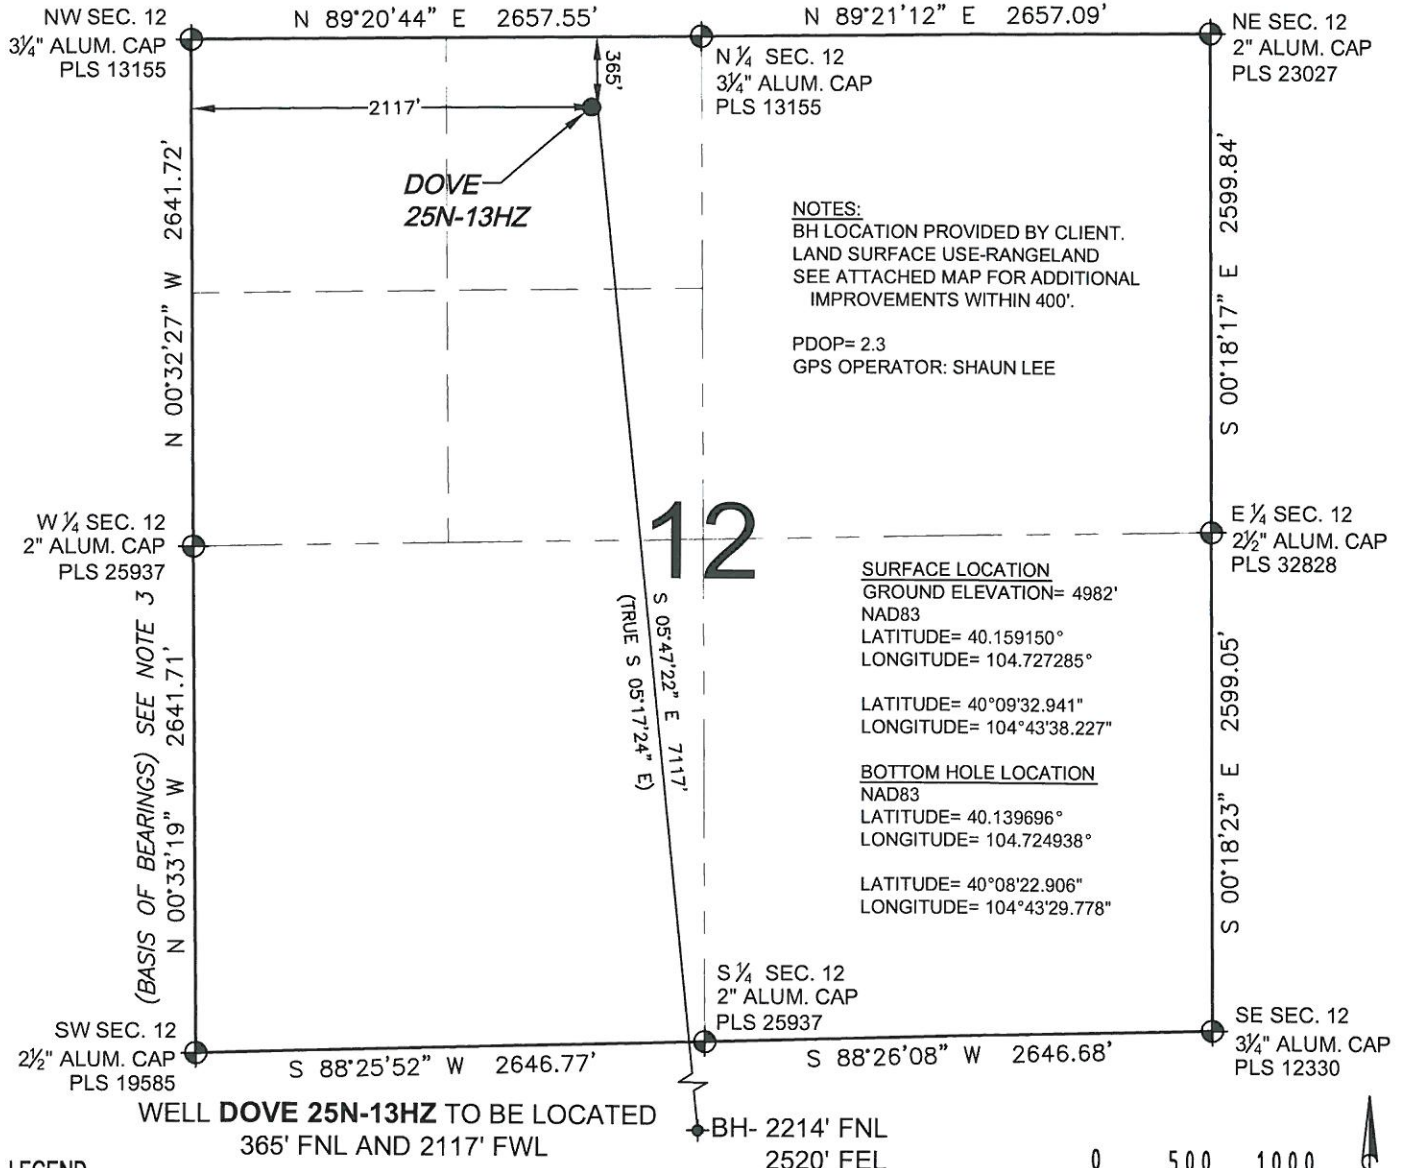 N 89°20'44" E 2657.55'
N 89°21'12" E 2657.09'
NW SEC. 12
3¼" ALUM. CAP
PLS 13155
N ¼ SEC. 12
3¼" ALUM. CAP
PLS 13155
NE SEC. 12
2" ALUM. CAP
PLS 23027
365'
2117'
DOVE
25N-13HZ
N 00°32'27" W 2641.72'
S 00°18'17" E 2599.84'
NOTES:
BH LOCATION PROVIDED BY CLIENT.
LAND SURFACE USE-RANGELAND
SEE ATTACHED MAP FOR ADDITIONAL
IMPROVEMENTS WITHIN 400'.
PDOP= 2.3
GPS OPERATOR: SHAUN LEE
W ¼ SEC. 12
2" ALUM. CAP
PLS 25937
12
E ¼ SEC. 12
2½" ALUM. CAP
PLS 32828
SURFACE LOCATION
GROUND ELEVATION= 4982'
NAD83
LATITUDE= 40.159150°
LONGITUDE= 104.727285°
LATITUDE= 40°09'32.941"
LONGITUDE= 104°43'38.227"
BOTTOM HOLE LOCATION
NAD83
LATITUDE= 40.139696°
LONGITUDE= 104.724938°
LATITUDE= 40°08'22.906"
LONGITUDE= 104°43'29.778"
S 05°47'22" E 7117'
(TRUE S 05°17'24" E)
(BASIS OF BEARINGS) SEE NOTE 3
N 00°33'19" W 2641.71'
S 00°18'23" E 2599.05'
S ¼ SEC. 12
2" ALUM. CAP
PLS 25937
SW SEC. 12
2½" ALUM. CAP
PLS 19585
SE SEC. 12
3¼" ALUM. CAP
PLS 12330
S 88°25'52" W 2646.77'
S 88°26'08" W 2646.68'
WELL DOVE 25N-13HZ TO BE LOCATED
365' FNL AND 2117' FWL
BH- 2214' FNL
2520' FEL
0 500 1000
LEGEND